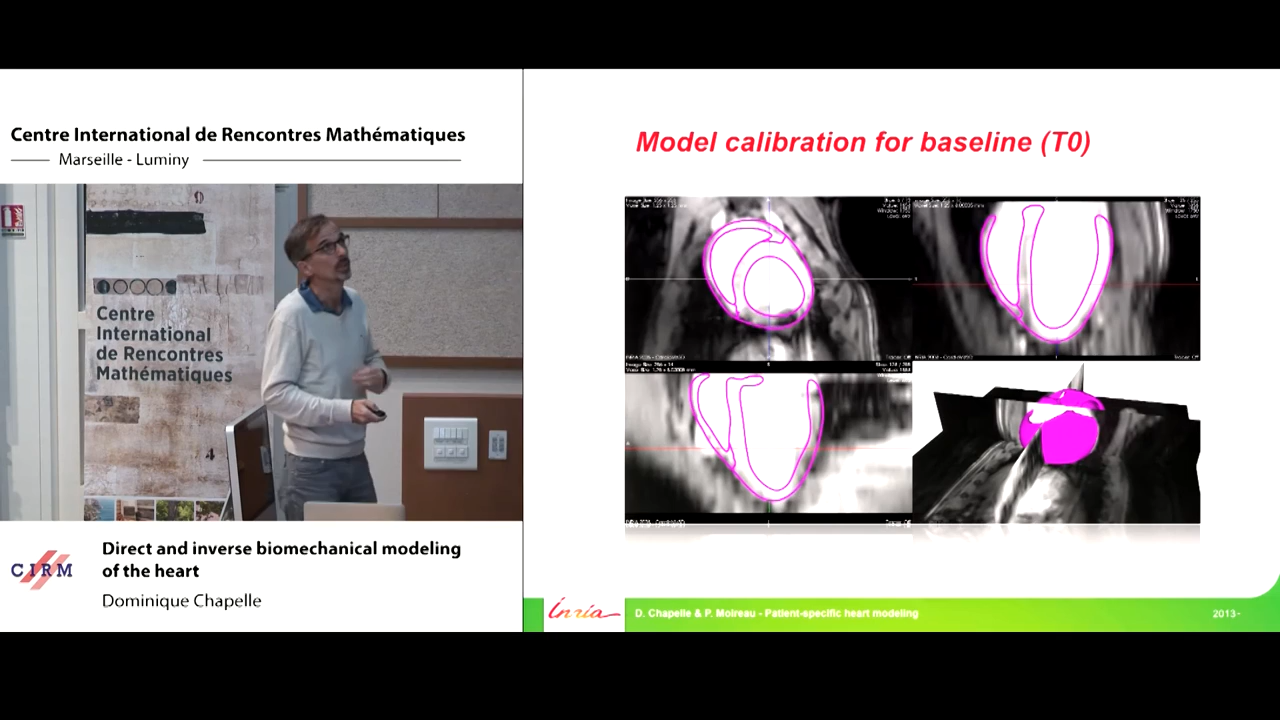 Centre International de Rencontres Mathématiques
Marseille - Luminy
Centre
International
de Rencontres
Mathématiques
CIRM
Direct and inverse biomechanical modeling
of the heart
Dominique Chapelle
Model calibration for baseline (T0)
Inria
D. Chapelle & P. Moireau - Patient-specific heart modeling
2013-